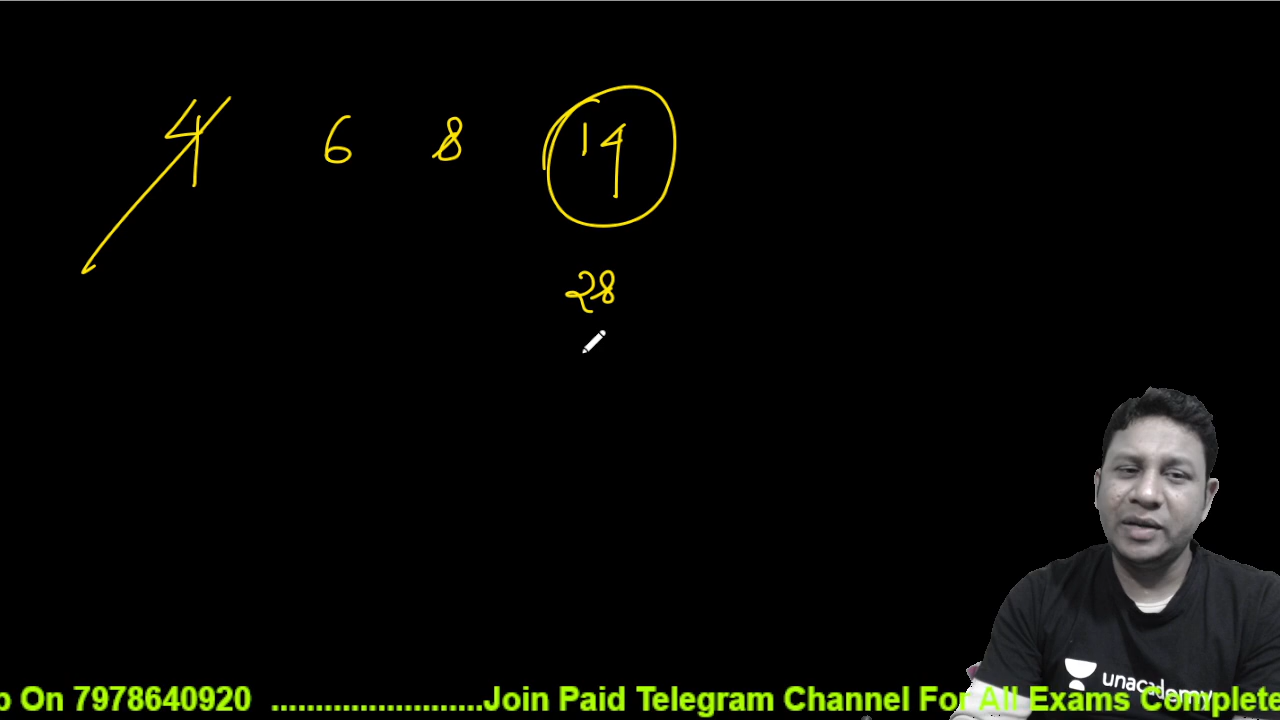 4 6 8 14
28
unacademy
p On 7978640920 ........................Join Paid Telegram Channel For All Exams Complete